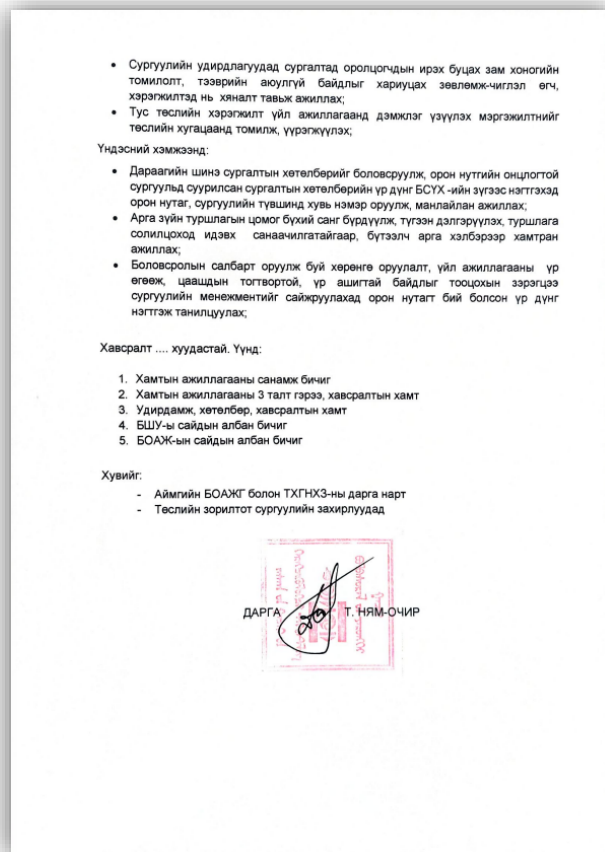 • Сургуулийн удирдлагуудад сургалтад оролцогчдын ирэх буцах зам хоногийн
томилолт, тээврийн аюулгүй байдлыг хариуцах зөвлөмж-чиглэл өгч,
хэрэгжилтэд нь хяналт тавьж ажиллах;
• Тус төслийн хэрэгжилт үйл ажиллагаанд дэмжлэг үзүүлэх мэргэжилтнийг
төслийн хугацаанд томилж, үүрэгжүүлэх;
Үндэсний хэмжээнд:
• Дараагийн шинэ сургалтын хөтөлбөрийг боловсруулж, орон нутгийн онцлогтой
сургуульд суурилсан сургалтын хөтөлбөрийн үр дүнг БСҮХ -ийн зүгээс нэгтгэхэд
орон нутаг, сургуулийн түвшинд хувь нэмэр оруулж, манлайлан ажиллах;
• Арга зүйн туршлагын цомог бүхий санг бүрдүүлж, түгээн дэлгэрүүлэх, туршлага
солилцоход идэвх санаачилгатайгаар, бүтээлч арга хэлбэрээр хамтран
ажиллах;
• Боловсролын салбарт оруулж буй хөрөнгө оруулалт, үйл ажиллагааны үр
өгөөж, цаашдын тогтвортой, үр ашигтай байдлыг тооцохын зэрэгцээ
сургуулийн менежментийг сайжруулахад орон нутагт бий болсон үр дүнг
нэгтгэж танилцуулах;
Хавсралт .... хуудастай. Үүнд:
1. Хамтын ажиллагааны санамж бичиг
2. Хамтын ажиллагааны 3 талт гэрээ, хавсралтын хамт
3. Удирдамж, хөтөлбөр, хавсралтын хамт
4. БШУ-ы сайдын албан бичиг
5. БОАЖ-ын сайдын албан бичиг
Хувийг:
- Аймгийн БОАЖГ болон ТХГНХЗ-ны дарга нарт
- Төслийн зорилтот сургуулийн захирлуудад
ДАРГА Т. НЯМ-ОЧИР